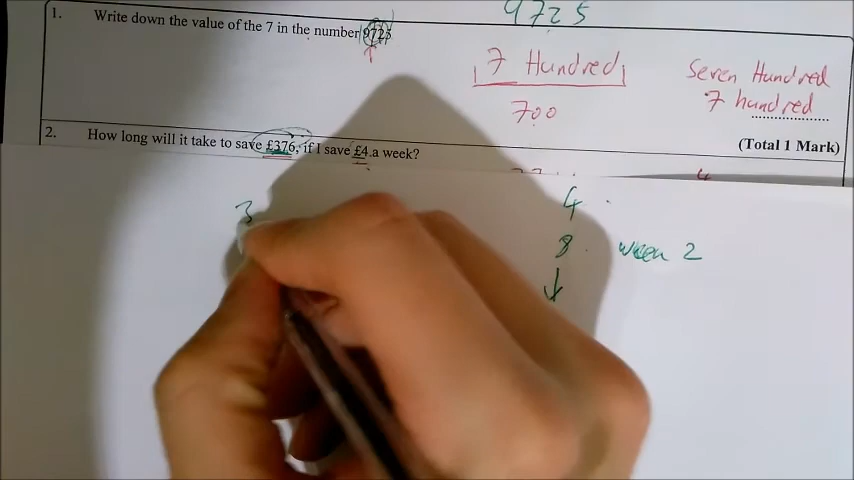 9725
1. Write down the value of the 7 in the number 9725
7 Hundred
700
Seven Hundred
7 hundred
(Total 1 Mark)
2. How long will it take to save £376, if I save £4 a week?
3
4
8 week 2